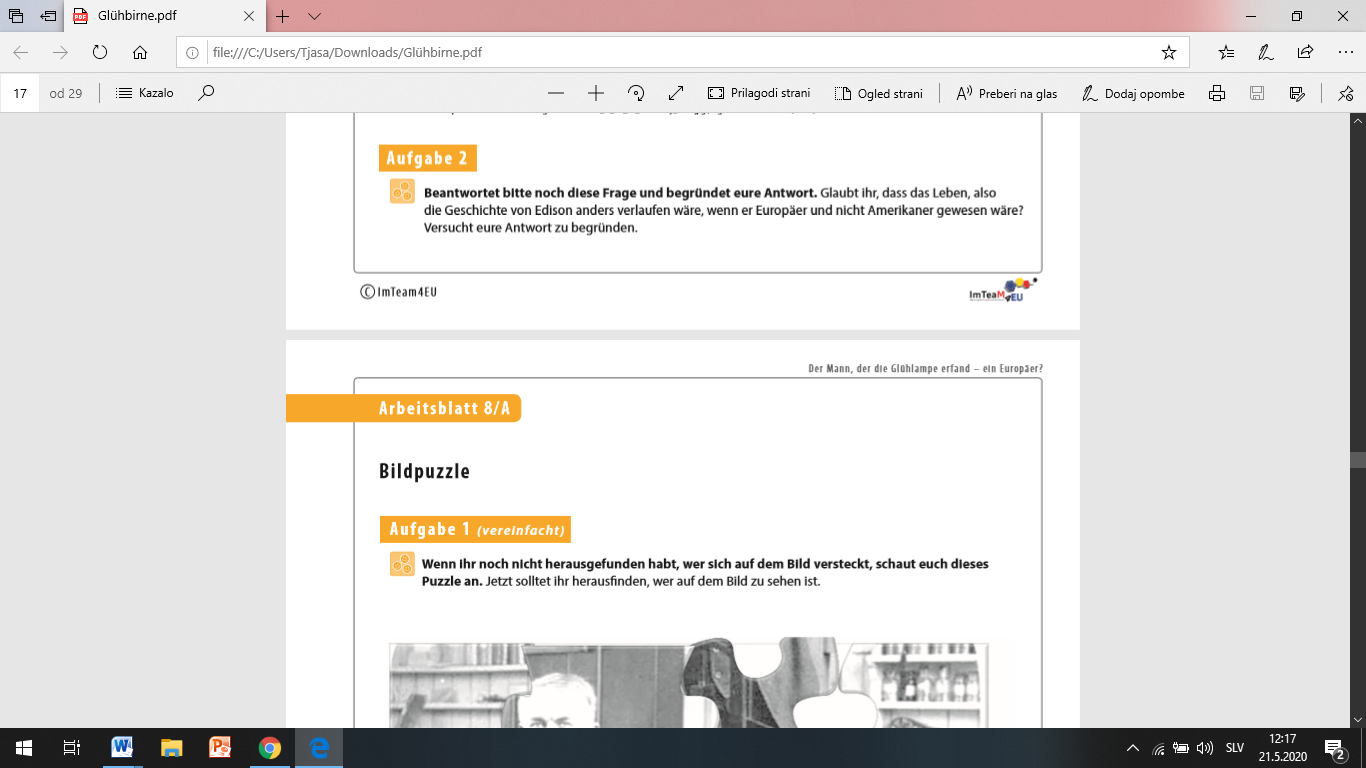 Glühbirne.pdf
file:///C:/Users/Tjasa/Downloads/Glühbirne.pdf
17 od 29 Kazalo Prilagodi strani Ogled strani Preberi na glas Dodaj opombe
Aufgabe 2
Beantwortet bitte noch diese Frage und begründet eure Antwort. Glaubt ihr, dass das Leben, also
die Geschichte von Edison anders verlaufen wäre, wenn er Europäer und nicht Amerikaner gewesen wäre?
Versucht eure Antwort zu begründen.
©ImTeam4EU
ImTeaM4EU
Der Mann, der die Glühlampe erfand – ein Europäer?
Arbeitsblatt 8/A
Bildpuzzle
Aufgabe 1 (vereinfacht)
Wenn ihr noch nicht herausgefunden habt, wer sich auf dem Bild versteckt, schaut euch dieses
Puzzle an. Jetzt solltet ihr herausfinden, wer auf dem Bild zu sehen ist.
SLV
12:17
21.5.2020
2